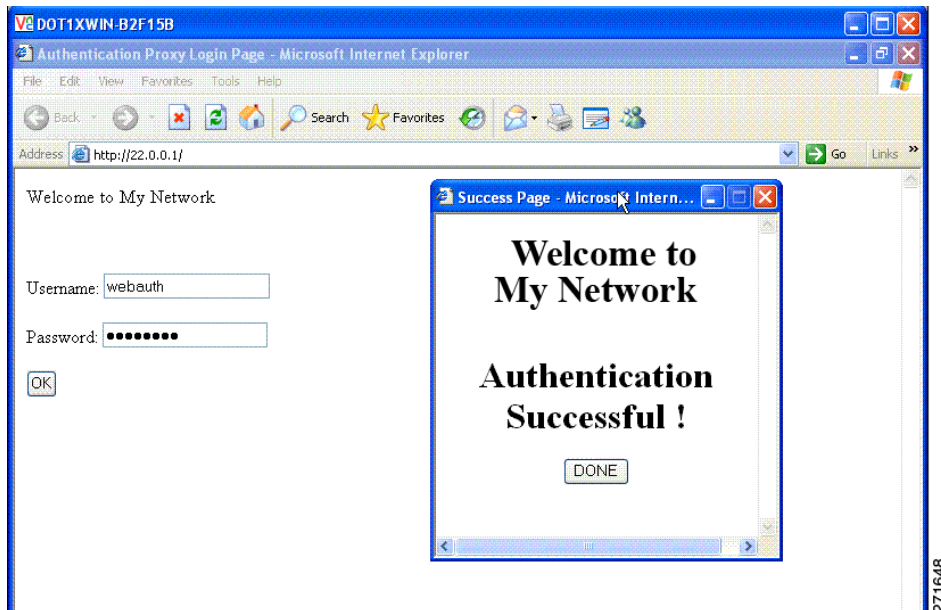 V2 DOT1XWIN-B2F15B
Authentication Proxy Login Page - Microsoft Internet Explorer
File Edit View Favorites Tools Help
Back Search Favorites
Address http://22.0.0.1/ Go Links »
Welcome to My Network
Username: webauth
Password: ●●●●●●●●
OK
Success Page - Microsoft Intern...
Welcome to
My Network
Authentication
Successful !
DONE
271648